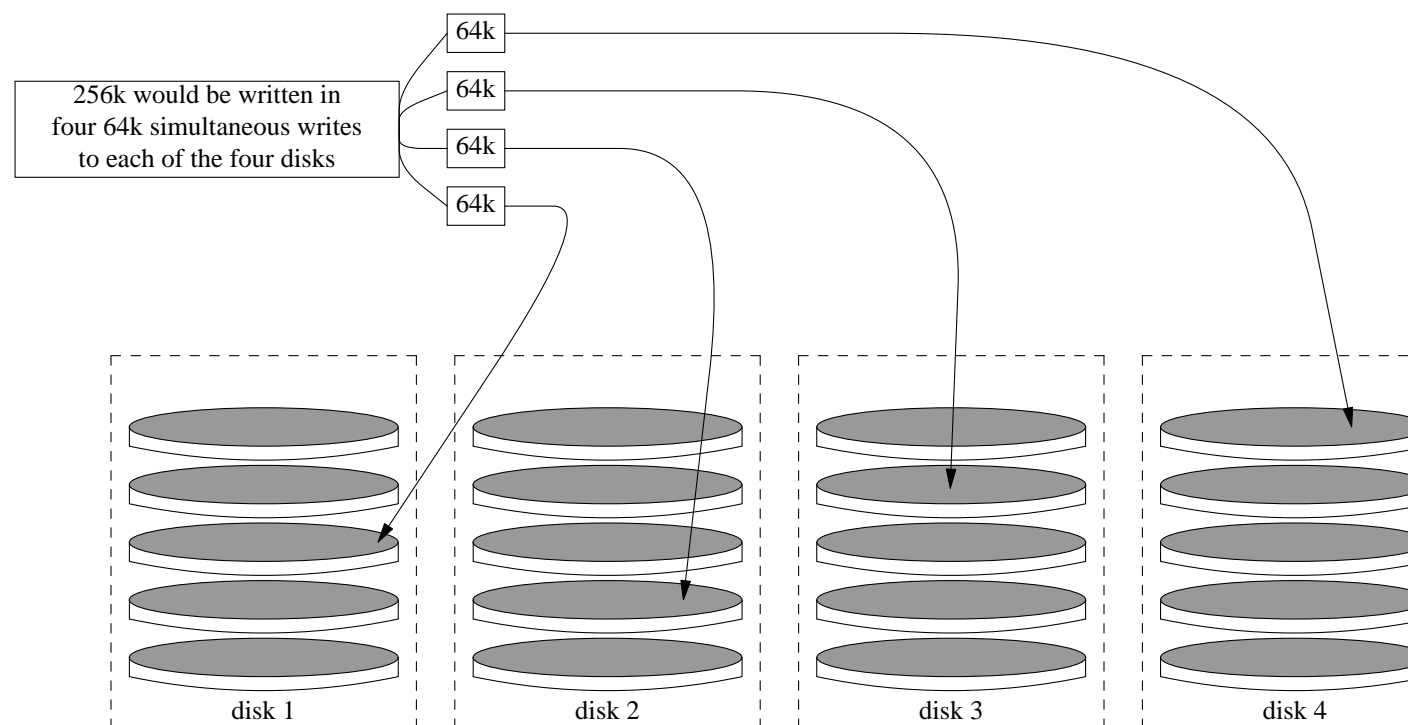 64k
256k would be written in
four 64k simultaneous writes
to each of the four disks
64k
64k
64k
disk 1
disk 2
disk 3
disk 4